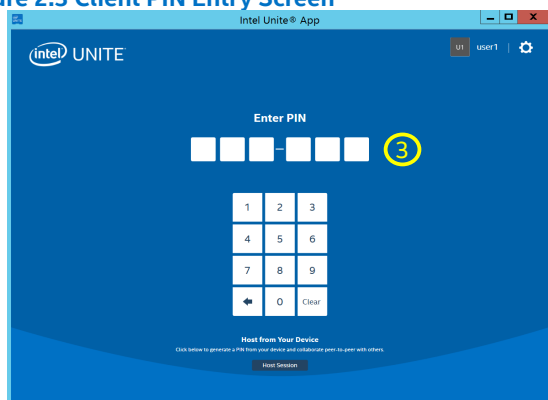 re 2.3 Client PIN Entry Screen
Intel Unite® App
intel UNITE
U1 user1 |
Enter PIN
– 3
1 2 3
4 5 6
7 8 9
0 Clear
Host from Your Device
Click below to generate a PIN from your device and collaborate peer-to-peer with others.
Host Session